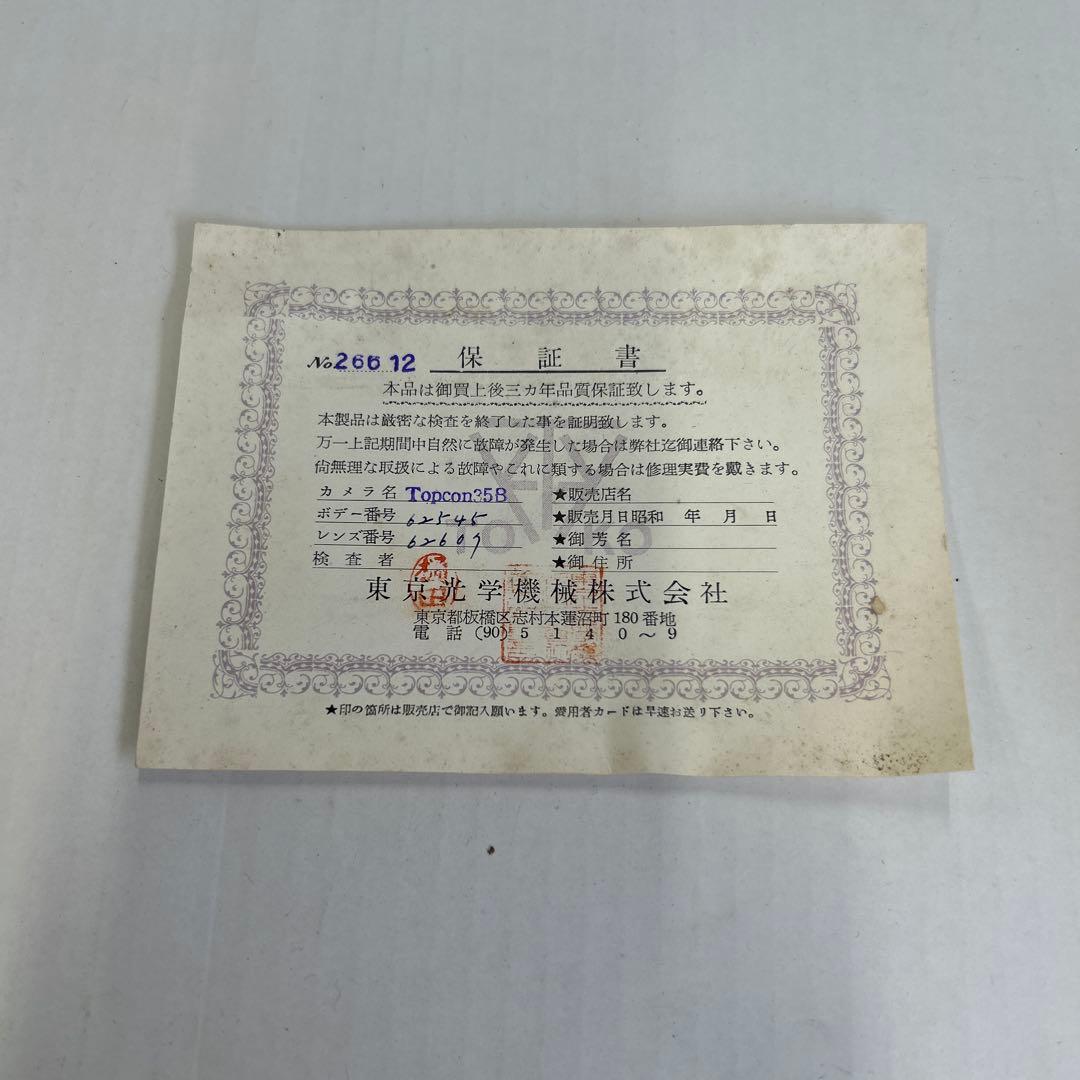 No 26612 保証書
本品は御買上後三カ年品質保証致します。
本製品は厳密な検査を終了した事を証明致します。
万一上記期間中自然に故障が発生した場合は弊社迄御連絡下さい。
尚無理な取扱による故障やこれに類する場合は修理実費を戴きます。
カメラ名 Topcon35B ★販売店名
ボデー番号 62545 ★販売月日昭和 年 月 日
レンズ番号 62607 ★御芳名
検査者 ★御住所
東京光学機械株式会社
東京都板橋区志村本蓮沼町180番地
電話(90)5140~9
★印の箇所は販売店で御記入願います。愛用者カードは早速お送り下さい。